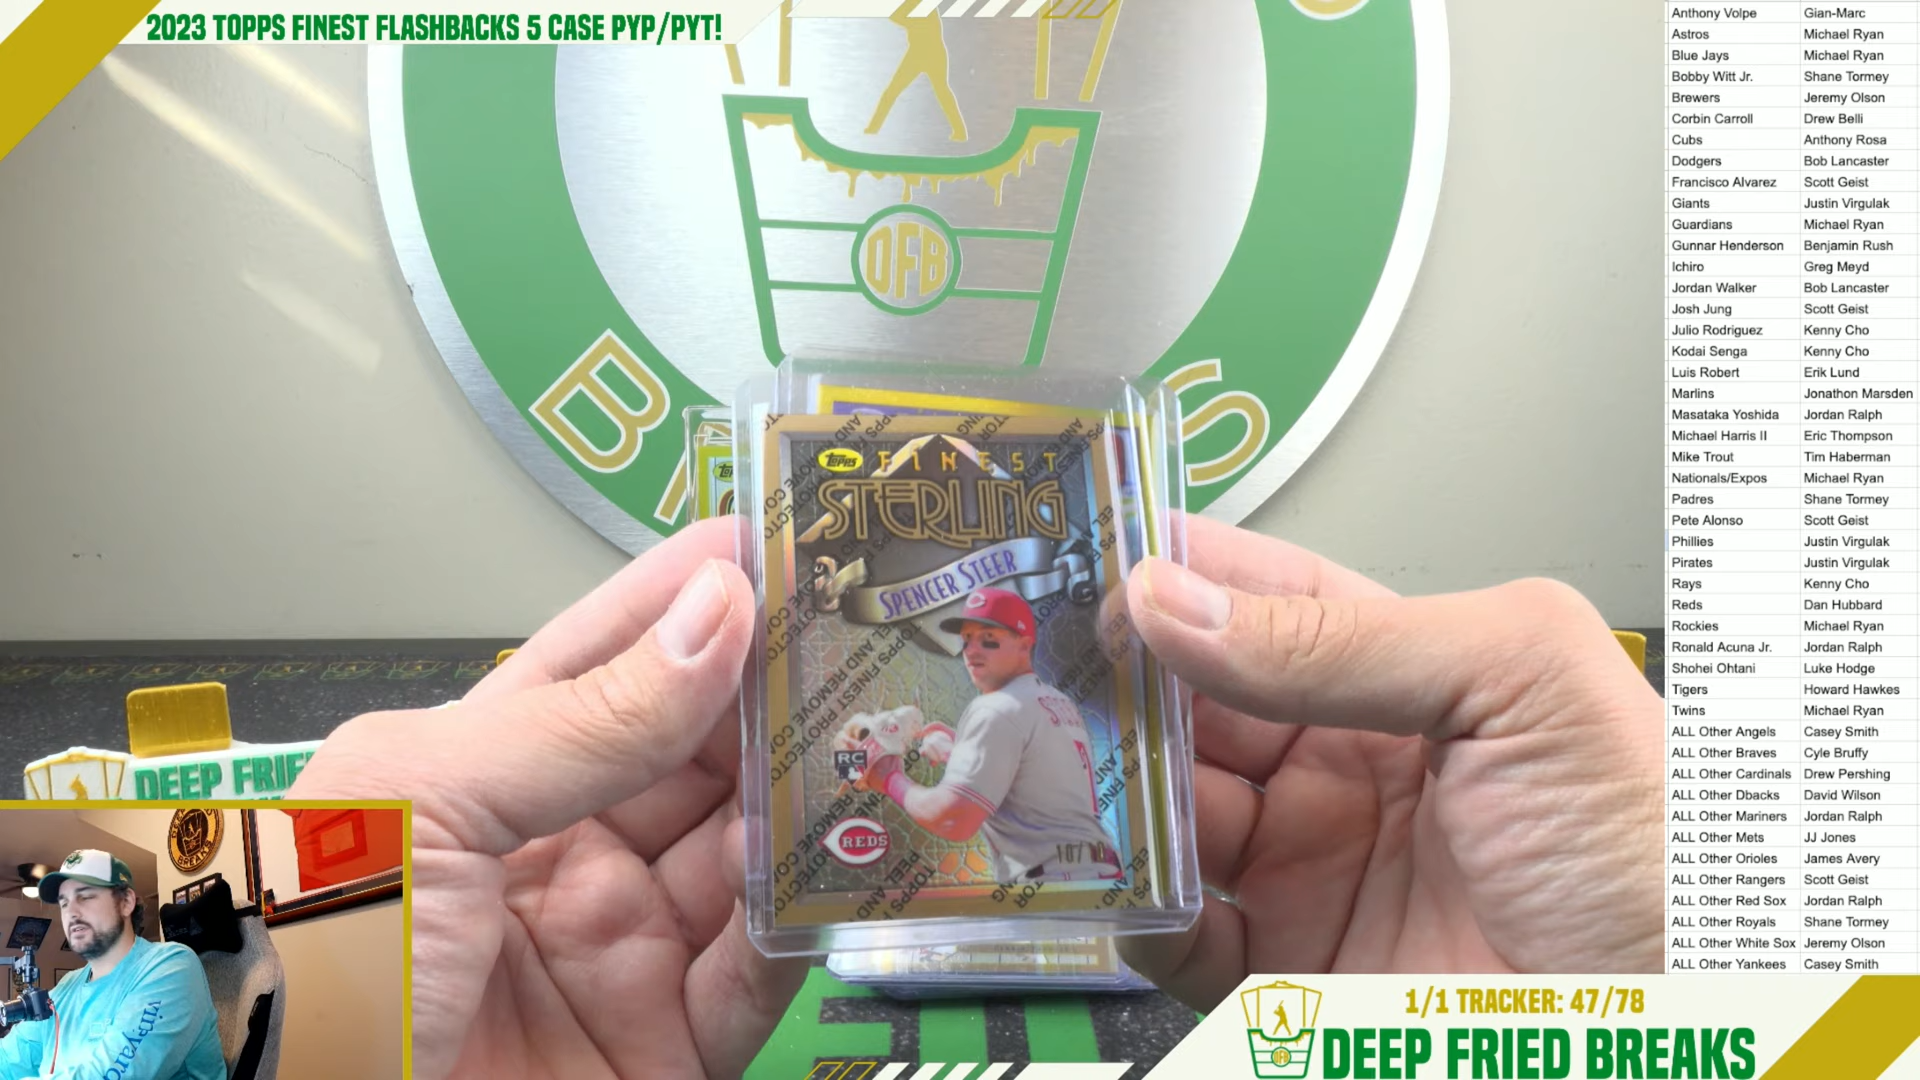 2023 TOPPS FINEST FLASHBACKS 5 CASE PYP/PYT!
Anthony Volpe Gian-Marc
Astros Michael Ryan
Blue Jays Michael Ryan
Bobby Witt Jr. Shane Tormey
Brewers Jeremy Olson
Corbin Carroll Drew Belli
Cubs Anthony Rosa
Dodgers Bob Lancaster
Francisco Alvarez Scott Geist
Giants Justin Virgulak
Guardians Michael Ryan
Gunnar Henderson Benjamin Rush
Ichiro Greg Meyd
Jordan Walker Bob Lancaster
Josh Jung Scott Geist
Julio Rodriguez Kenny Cho
Kodai Senga Kenny Cho
Luis Robert Erik Lund
Marlins Jonathon Marsden
Masataka Yoshida Jordan Ralph
Michael Harris II Eric Thompson
Mike Trout Tim Haberman
Nationals/Expos Michael Ryan
Padres Shane Tormey
Pete Alonso Scott Geist
Phillies Justin Virgulak
Pirates Justin Virgulak
Rays Kenny Cho
Reds Dan Hubbard
Rockies Michael Ryan
Ronald Acuna Jr. Jordan Ralph
Shohei Ohtani Luke Hodge
Tigers Howard Hawkes
Twins Michael Ryan
ALL Other Angels Casey Smith
ALL Other Braves Cyle Bruffy
ALL Other Cardinals Drew Pershing
ALL Other Dbacks David Wilson
ALL Other Mariners Jordan Ralph
ALL Other Mets JJ Jones
ALL Other Orioles James Avery
ALL Other Rangers Scott Geist
ALL Other Red Sox Jordan Ralph
ALL Other Royals Shane Tormey
ALL Other White Sox Jeremy Olson
ALL Other Yankees Casey Smith
DFB
B
S
Topps FINEST
STERLING
SPENCER STEER
RC
REDS
DEEP FRIE
1/1 TRACKER: 47/78
DEEP FRIED BREAKS